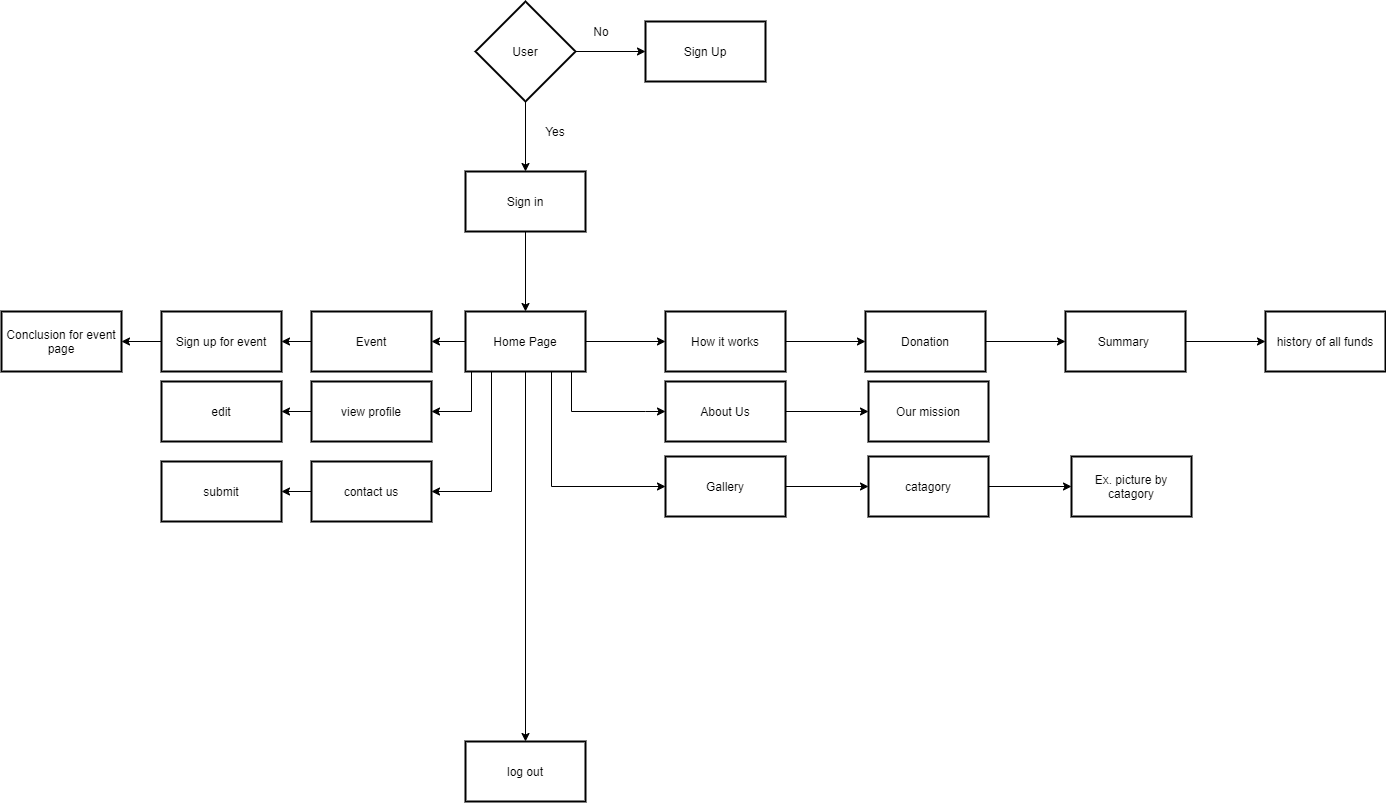 User
No
Sign Up
Yes
Sign in
Conclusion for event
page
Sign up for event
Event
Home Page
How it works
Donation
Summary
history of all funds
edit
view profile
About Us
Our mission
submit
contact us
Gallery
catagory
Ex. picture by
catagory
log out